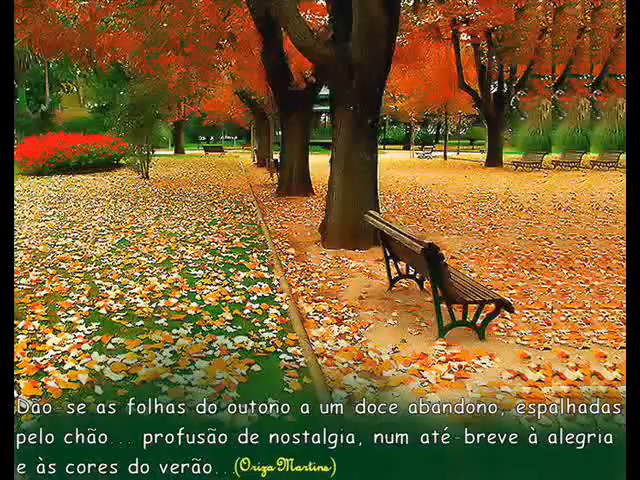 Dão-se as folhas do outono a um doce abandono, espalhadas
pelo chão... profusão de nostalgia, num até-breve à alegria
e às cores do verão...(Oriza Martins)